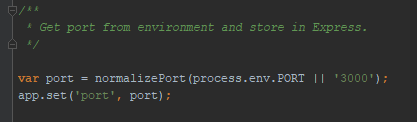 /**
 * Get port from environment and store in Express.
 */
var port = normalizePort(process.env.PORT || '3000');
app.set('port', port);